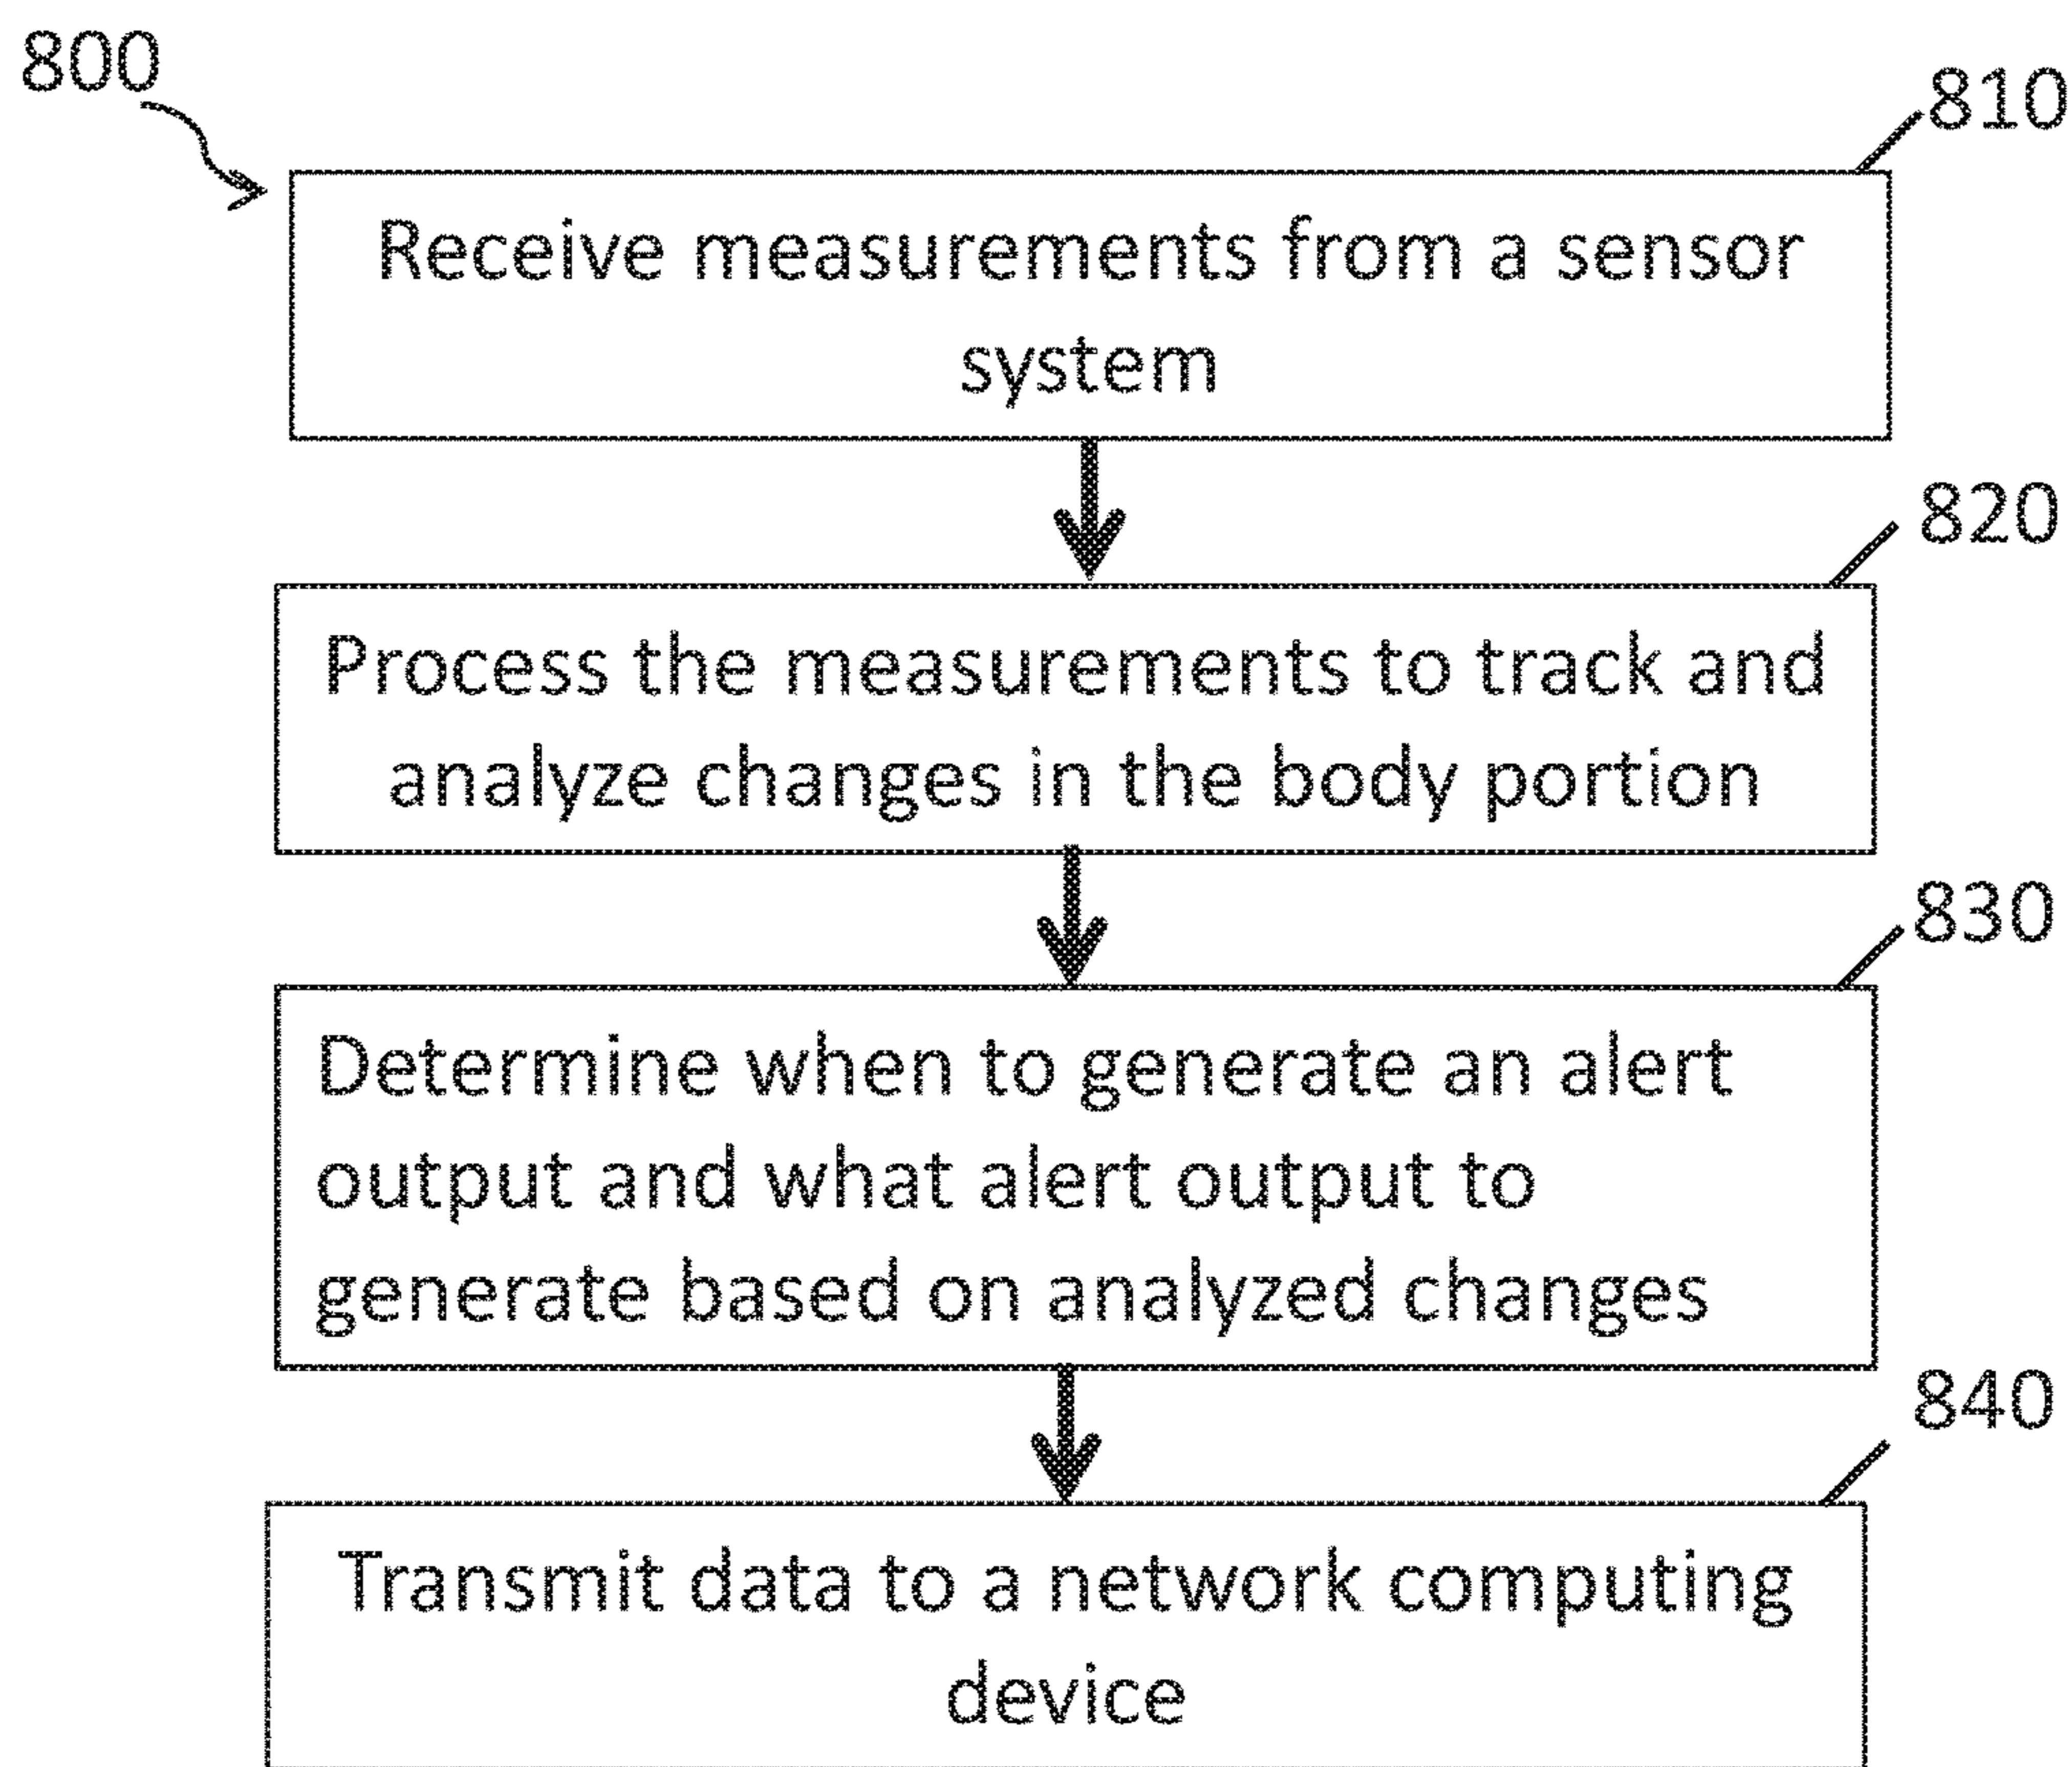 800
810
Receive measurements from a sensor
system
820
Process the measurements to track and
analyze changes in the body portion
830
Determine when to generate an alert
output and what alert output to
generate based on analyzed changes
840
Transmit data to a network computing
device